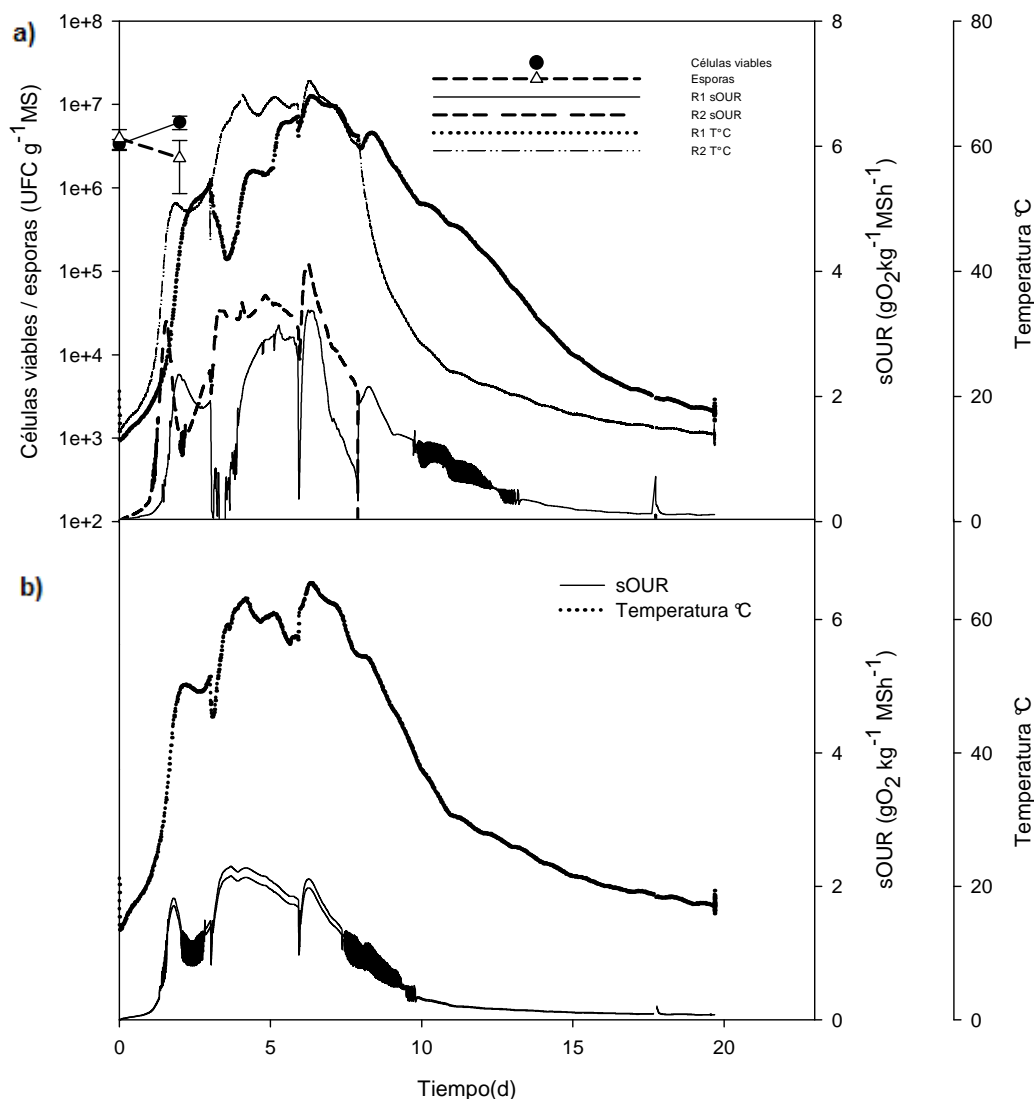 a)
Células viables / esporas (UFC g⁻¹MS)
1e+8
1e+7
1e+6
1e+5
1e+4
1e+3
1e+2
Células viables
Esporas
R1 sOUR
R2 sOUR
R1 T°C
R2 T°C
8
6
4
2
0
sOUR (gO₂kg⁻¹MSh⁻¹)
80
60
40
20
0
Temperatura °C
b)
sOUR
Temperatura °C
6
4
2
0
sOUR (gO₂ kg⁻¹ MSh⁻¹)
60
40
20
0
Temperatura °C
0
5
10
15
20
Tiempo(d)